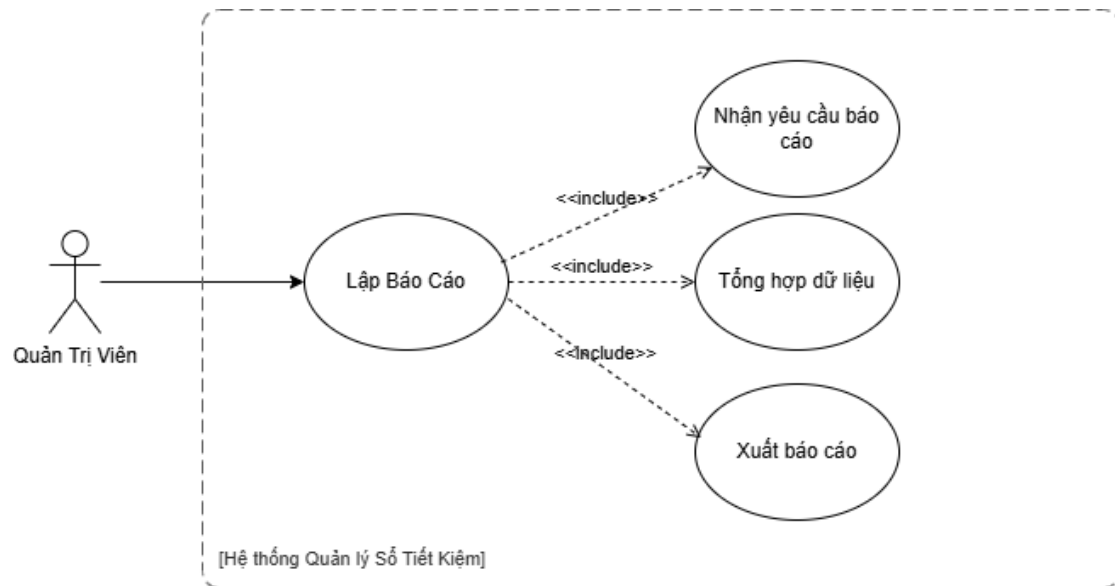 Nhận yêu cầu báo
cáo
<<include>>
Lập Báo Cáo
<<include>>
Tổng hợp dữ liệu
Quản Trị Viên
<<Include>>
Xuất báo cáo
[Hệ thống Quản lý Sổ Tiết Kiệm]